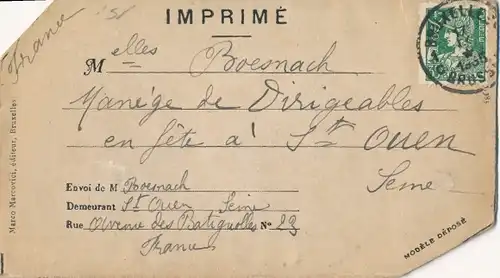 France
IMPRIMÉ
Melles Boesnach
Manège de Dirigeables
en fête à St Ouen
Seine
Envoi de M Boesnach
Demeurant St Ouen Seine
Rue Avenue des Batignolles No 23
France
MODÈLE DÉPOSÉ
Marco Marcovici, éditeur, Bruxelles